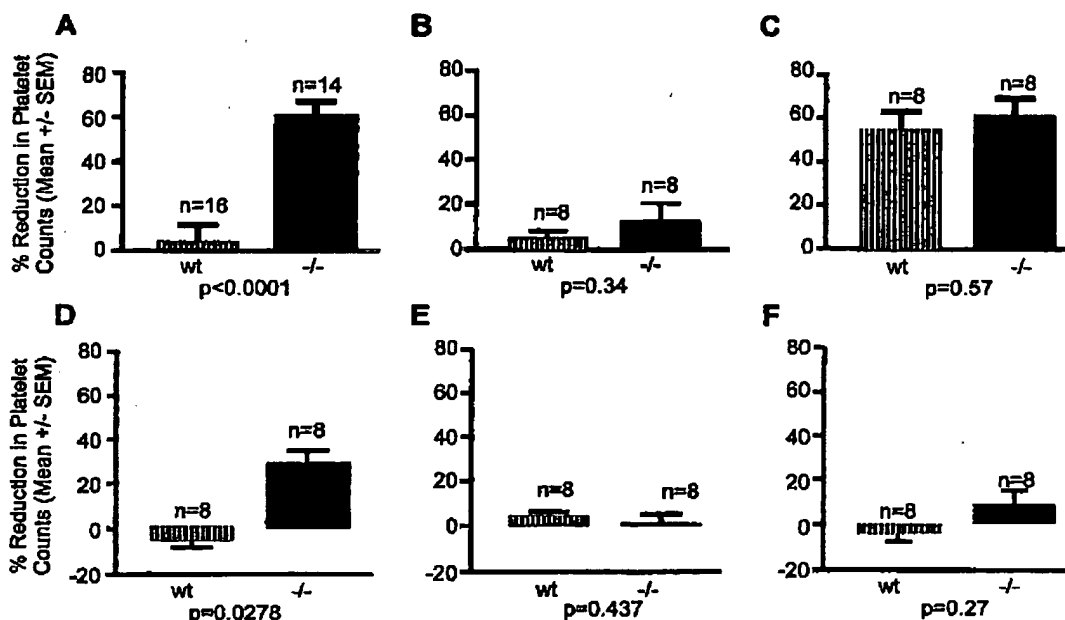 A
B
C
% Reduction in Platelet
Counts (Mean +/- SEM)
80
60
40
20
0
n=16
n=14
wt
-/-
p<0.0001
80
60
40
20
0
n=8
n=8
wt
-/-
p=0.34
80
60
40
20
0
n=8
n=8
wt
-/-
p=0.57
D
E
F
% Reduction in Platelet
Counts (Mean +/- SEM)
80
60
40
20
0
-20
n=8
n=8
wt
-/-
p=0.0278
80
60
40
20
0
-20
n=8
n=8
wt
-/-
p=0.437
80
60
40
20
0
-20
n=8
n=8
wt
-/-
p=0.27